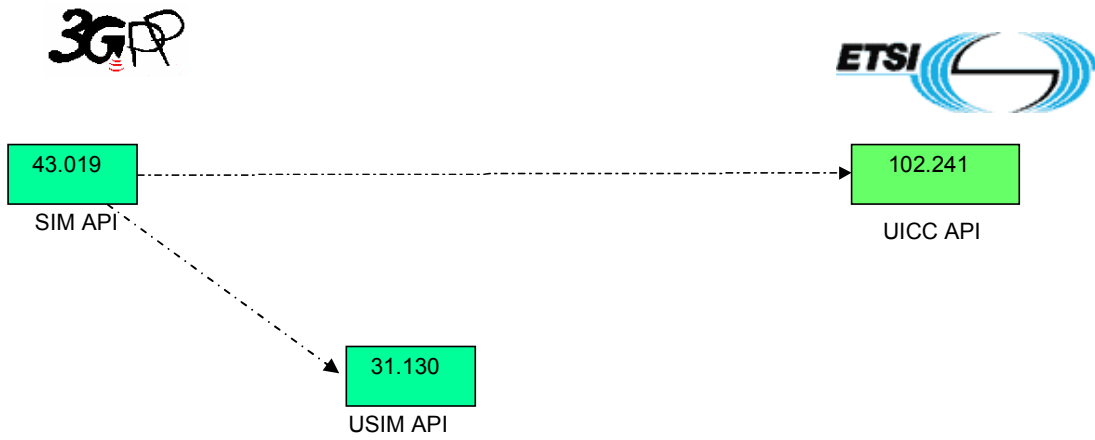 3GPP
ETSI
43.019
102.241
SIM API
UICC API
31.130
USIM API